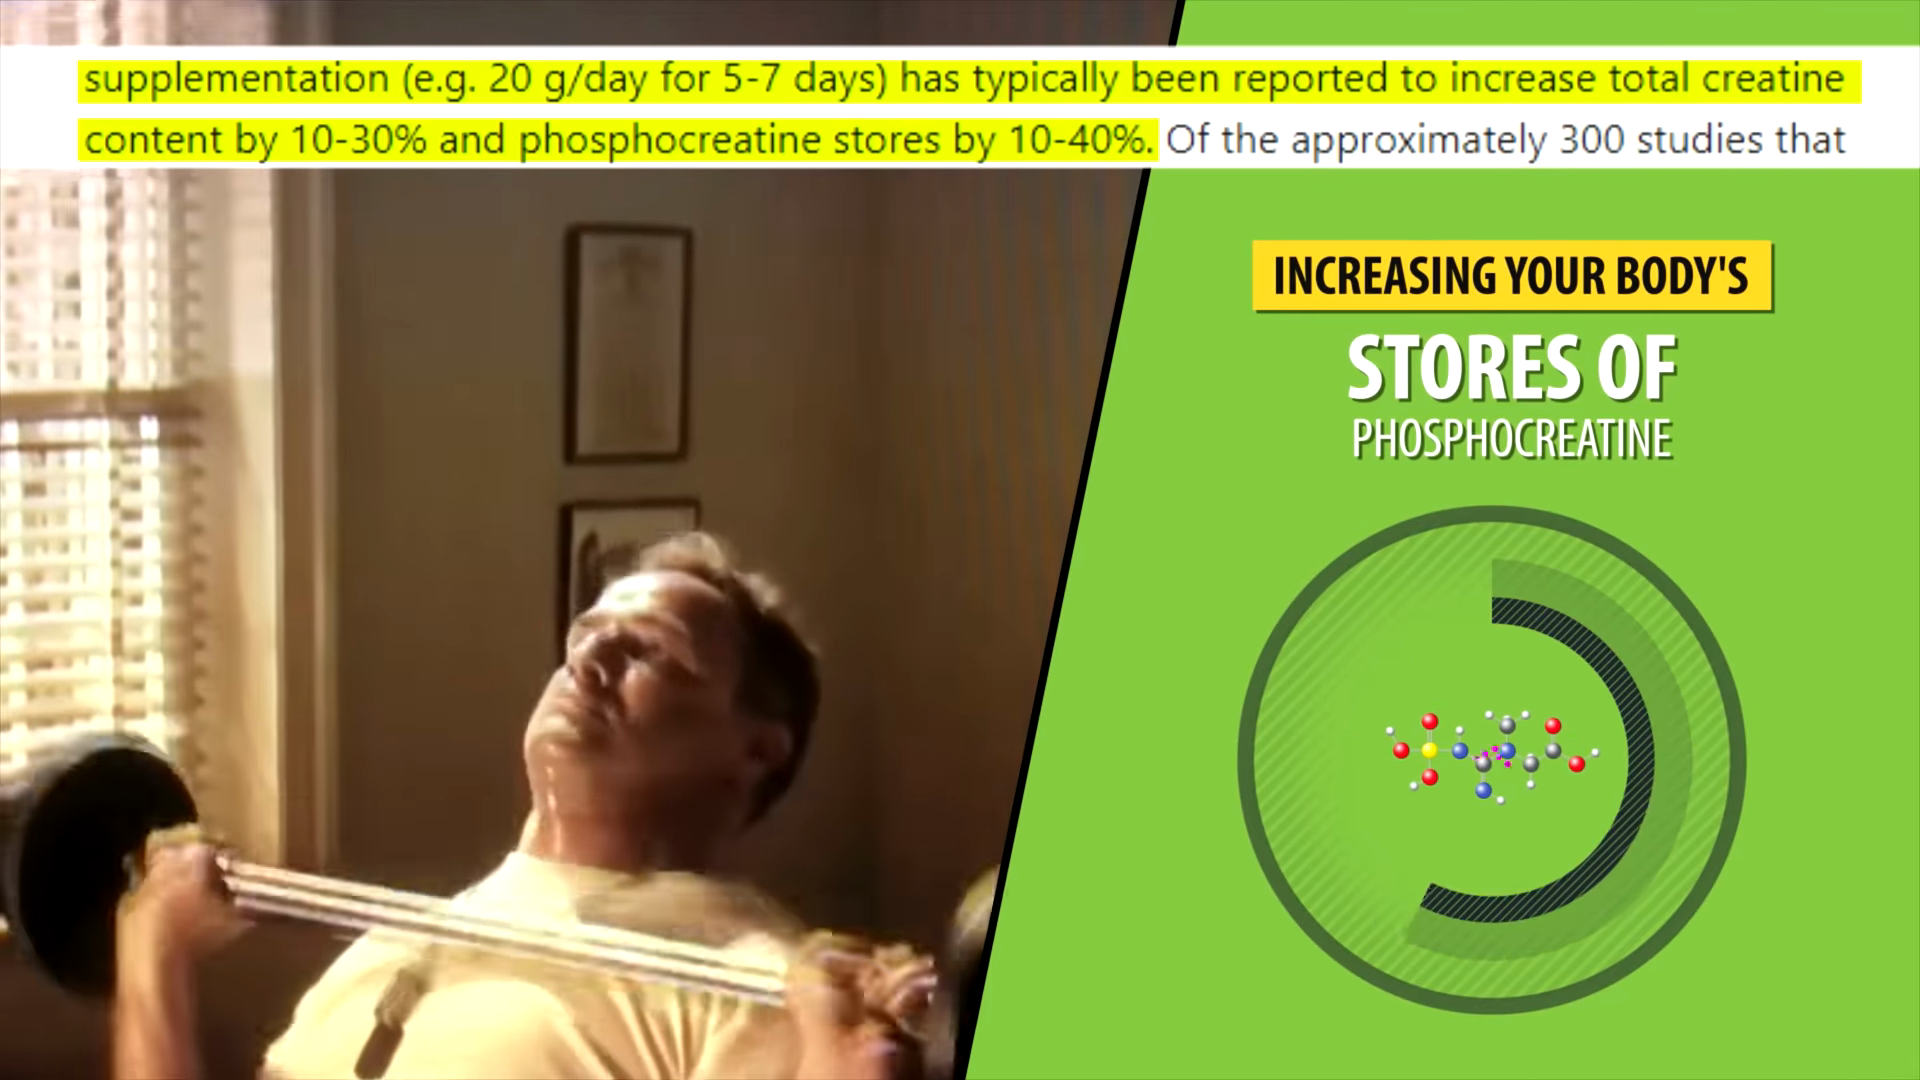 supplementation (e.g. 20 g/day for 5-7 days) has typically been reported to increase total creatine
content by 10-30% and phosphocreatine stores by 10-40%. Of the approximately 300 studies that
INCREASING YOUR BODY'S
STORES OF
PHOSPHOCREATINE